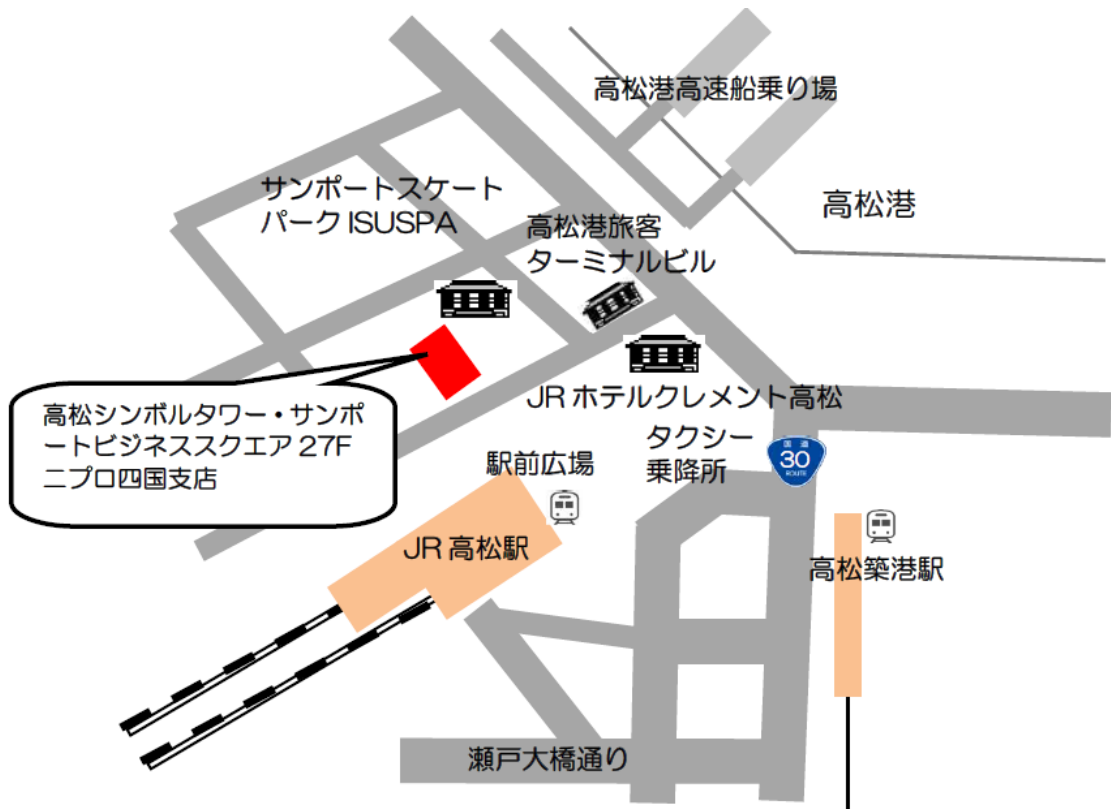 高松港高速船乗り場
サンポートスケート
パーク ISUSPA
高松港
高松港旅客
ターミナルビル
高松シンボルタワー・サンポ
ートビジネススクエア 27F
ニプロ四国支店
JR ホテルクレメント高松
タクシー
乗降所
国道
30
ROUTE
駅前広場
JR 高松駅
高松築港駅
瀬戸大橋通り